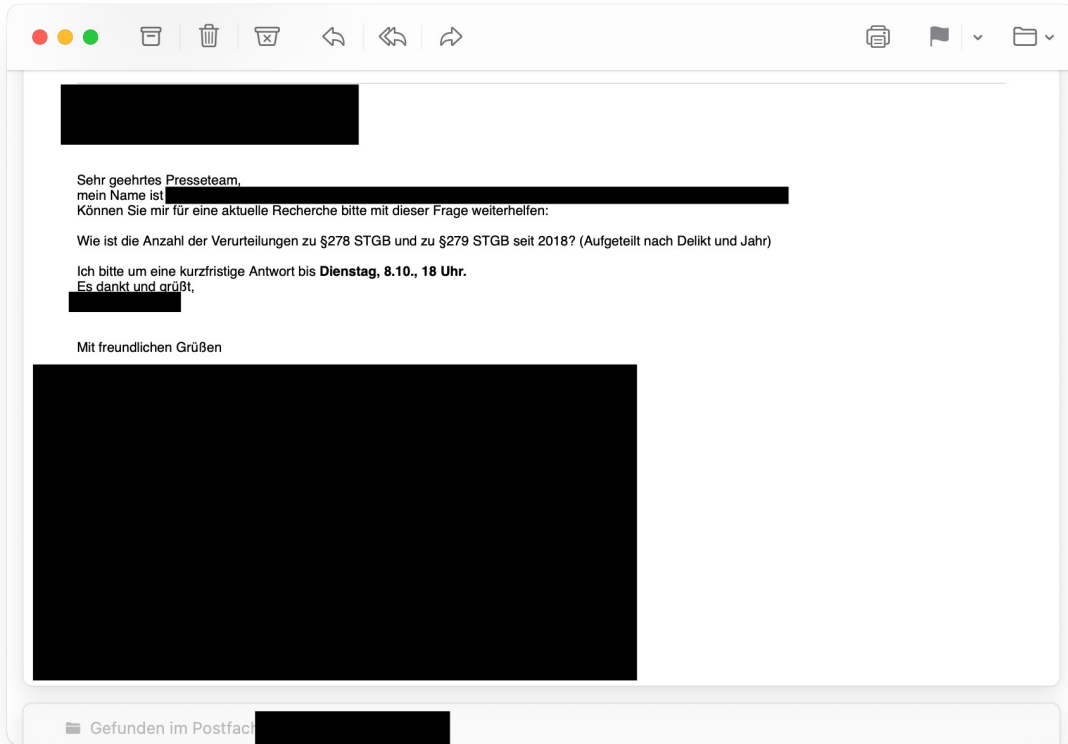 Sehr geehrtes Presseteam,
mein Name ist
Können Sie mir für eine aktuelle Recherche bitte mit dieser Frage weiterhelfen:
Wie ist die Anzahl der Verurteilungen zu §278 STGB und zu §279 STGB seit 2018? (Aufgeteilt nach Delikt und Jahr)
Ich bitte um eine kurzfristige Antwort bis Dienstag, 8.10., 18 Uhr.
Es dankt und grüßt,
Mit freundlichen Grüßen
Gefunden im Postfach